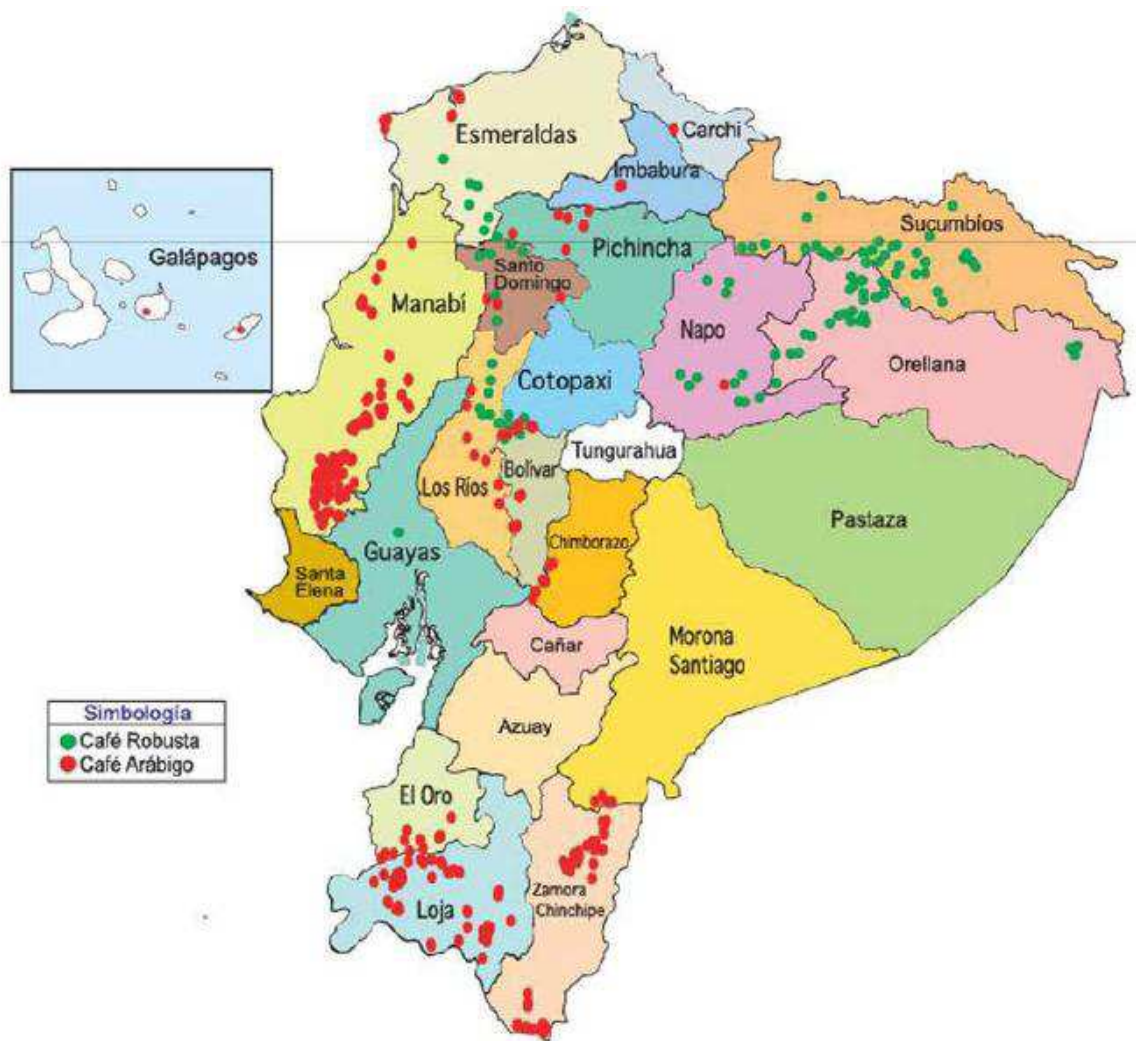 Esmeraldas
Carchi
Imbabura
Sucumbíos
Galápagos
Pichincha
Santo
Domingo
Manabí
Napo
Orellana
Cotopaxi
Tungurahua
Bolívar
Los Ríos
Pastaza
Guayas
Chimborazo
Santa
Elena
Cañar
Morona
Santiago
Simbología
Café Robusta
Café Arábigo
Azuay
El Oro
Zamora
Chinchipe
Loja